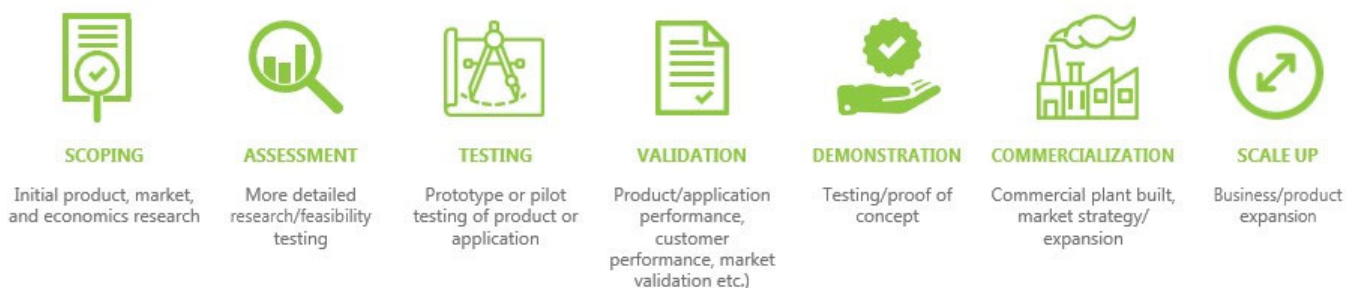 SCOPING
Initial product, market,
and economics research
ASSESSMENT
More detailed
research/feasibility
testing
TESTING
Prototype or pilot
testing of product or
application
VALIDATION
Product/application
performance,
customer
performance, market
validation etc.)
DEMONSTRATION
Testing/proof of
concept
COMMERCIALIZATION
Commercial plant built,
market strategy/
expansion
SCALE UP
Business/product
expansion